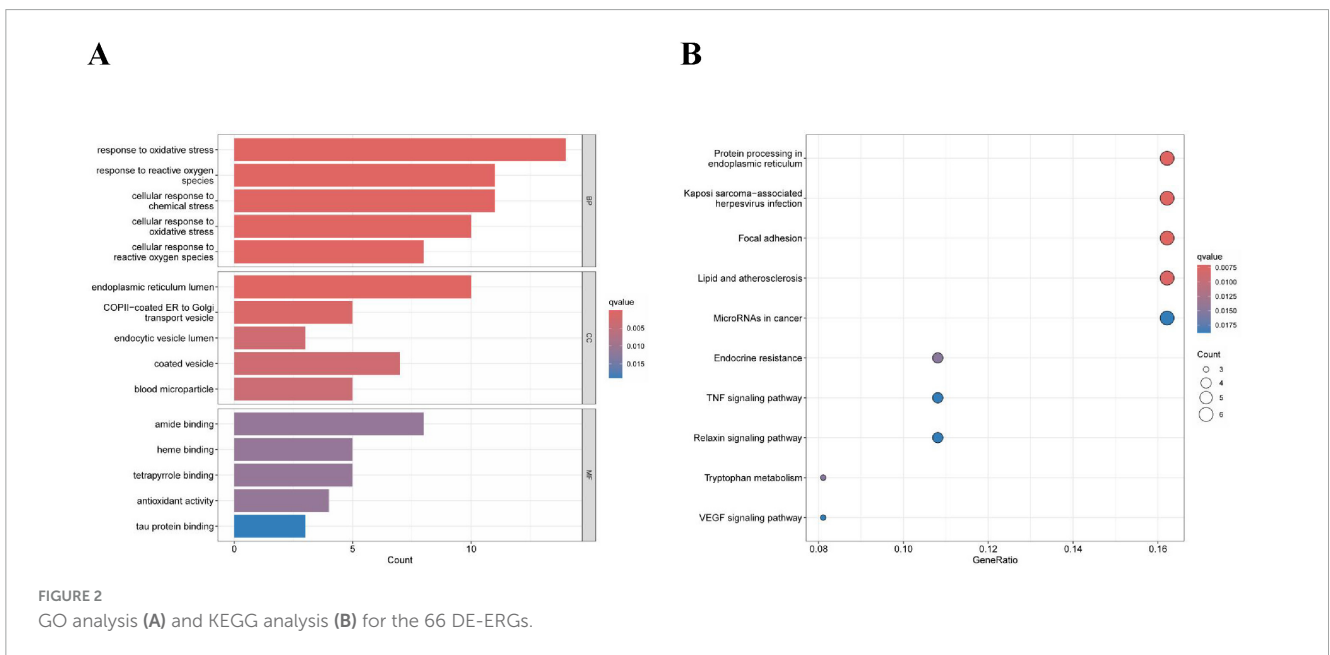 A
response to oxidative stress
response to reactive oxygen
species
cellular response to
chemical stress
cellular response to
oxidative stress
cellular response to
reactive oxygen species
BP
endoplasmic reticulum lumen
COPII−coated ER to Golgi
transport vesicle
endocytic vesicle lumen
coated vesicle
blood microparticle
CC
amide binding
heme binding
tetrapyrrole binding
antioxidant activity
tau protein binding
MF
0
5
10
Count
qvalue
0.005
0.010
0.015
B
Protein processing in
endoplasmic reticulum
Kaposi sarcoma−associated
herpesvirus infection
Focal adhesion
Lipid and atherosclerosis
MicroRNAs in cancer
Endocrine resistance
TNF signaling pathway
Relaxin signaling pathway
Tryptophan metabolism
VEGF signaling pathway
0.08
0.10
0.12
0.14
0.16
GeneRatio
qvalue
0.0075
0.0100
0.0125
0.0150
0.0175
Count
3
4
5
6
FIGURE 2
GO analysis (A) and KEGG analysis (B) for the 66 DE-ERGs.